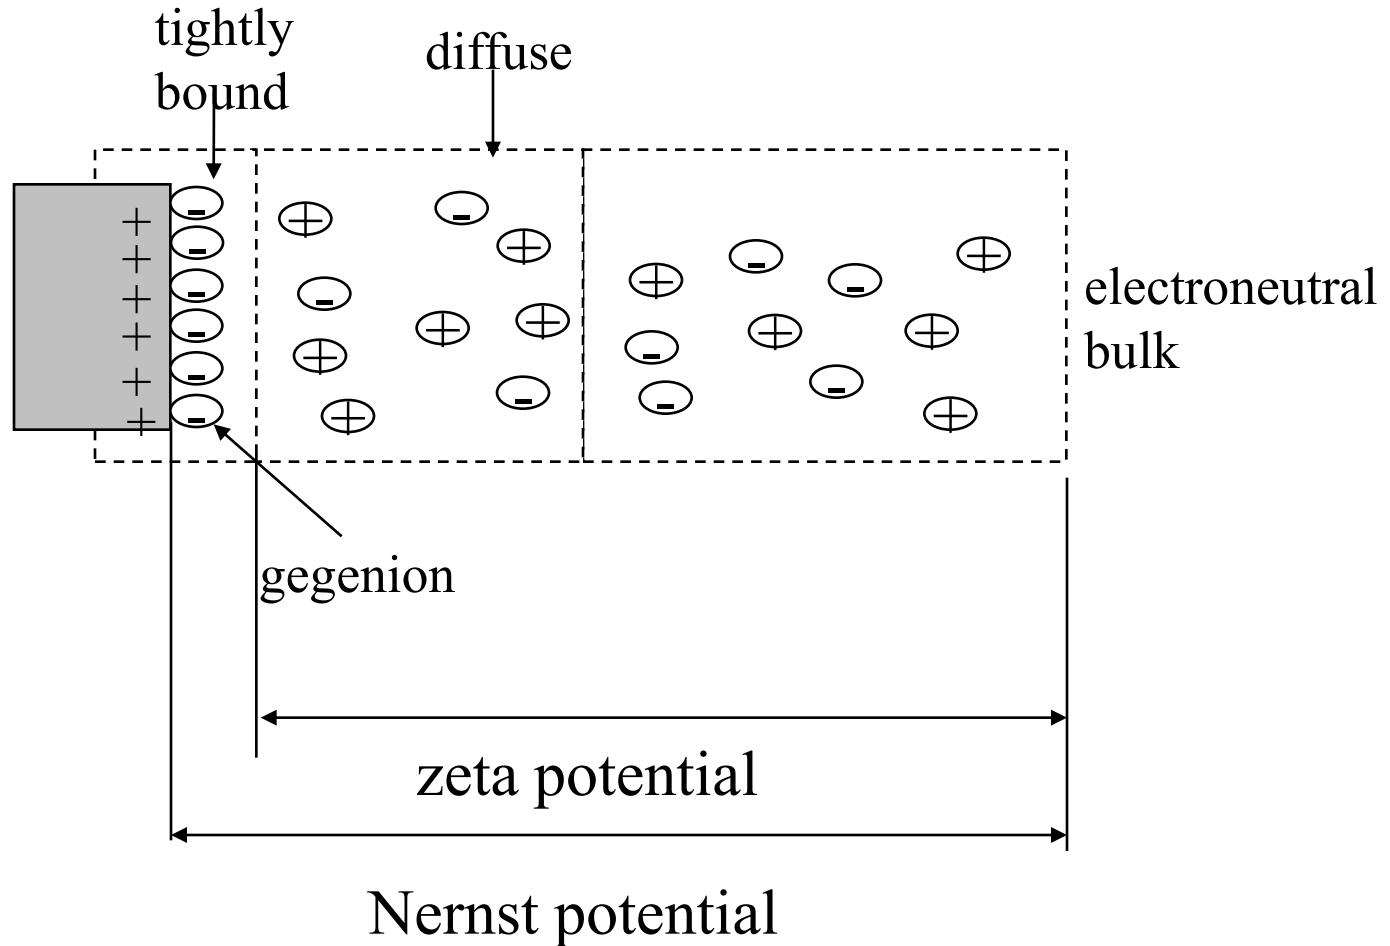 tightly
bound
diffuse
electroneutral
bulk
gegenion
zeta potential
Nernst potential